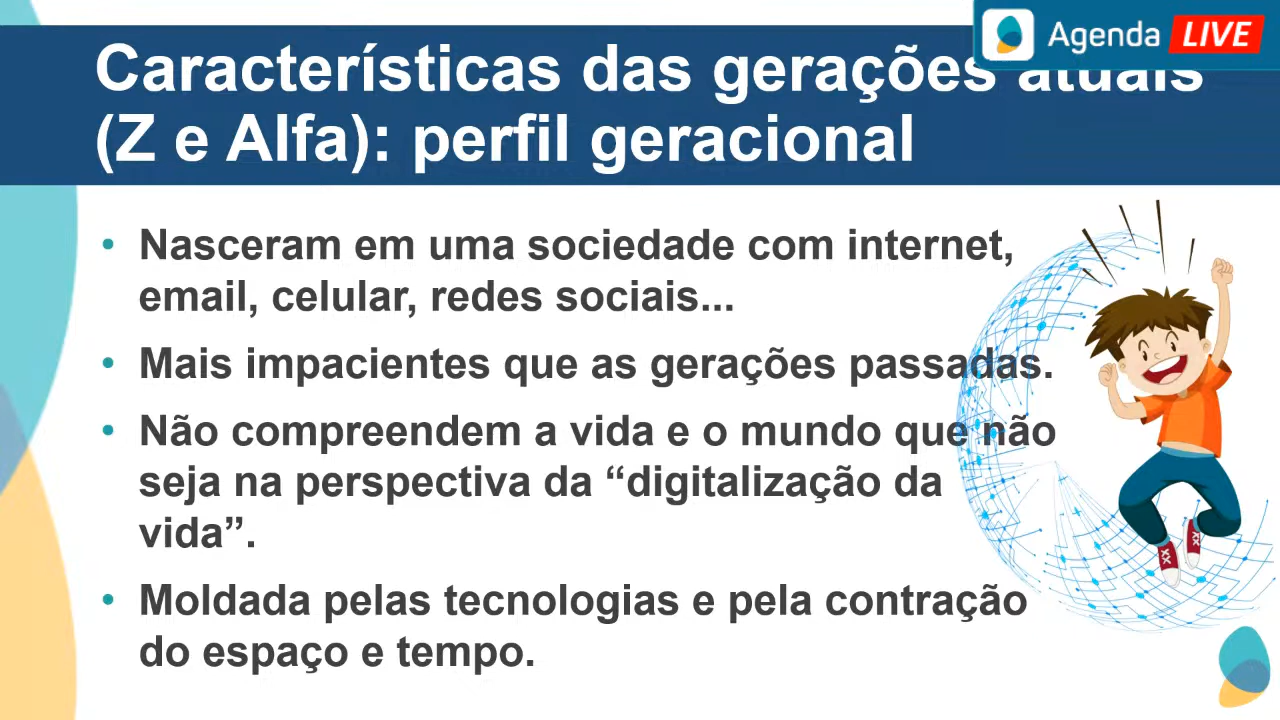 Agenda LIVE
Características das gerações atuais
(Z e Alfa): perfil geracional
• Nasceram em uma sociedade com internet,
email, celular, redes sociais...
• Mais impacientes que as gerações passadas.
• Não compreendem a vida e o mundo que não
seja na perspectiva da “digitalização da
vida”.
• Moldada pelas tecnologias e pela contração
do espaço e tempo.